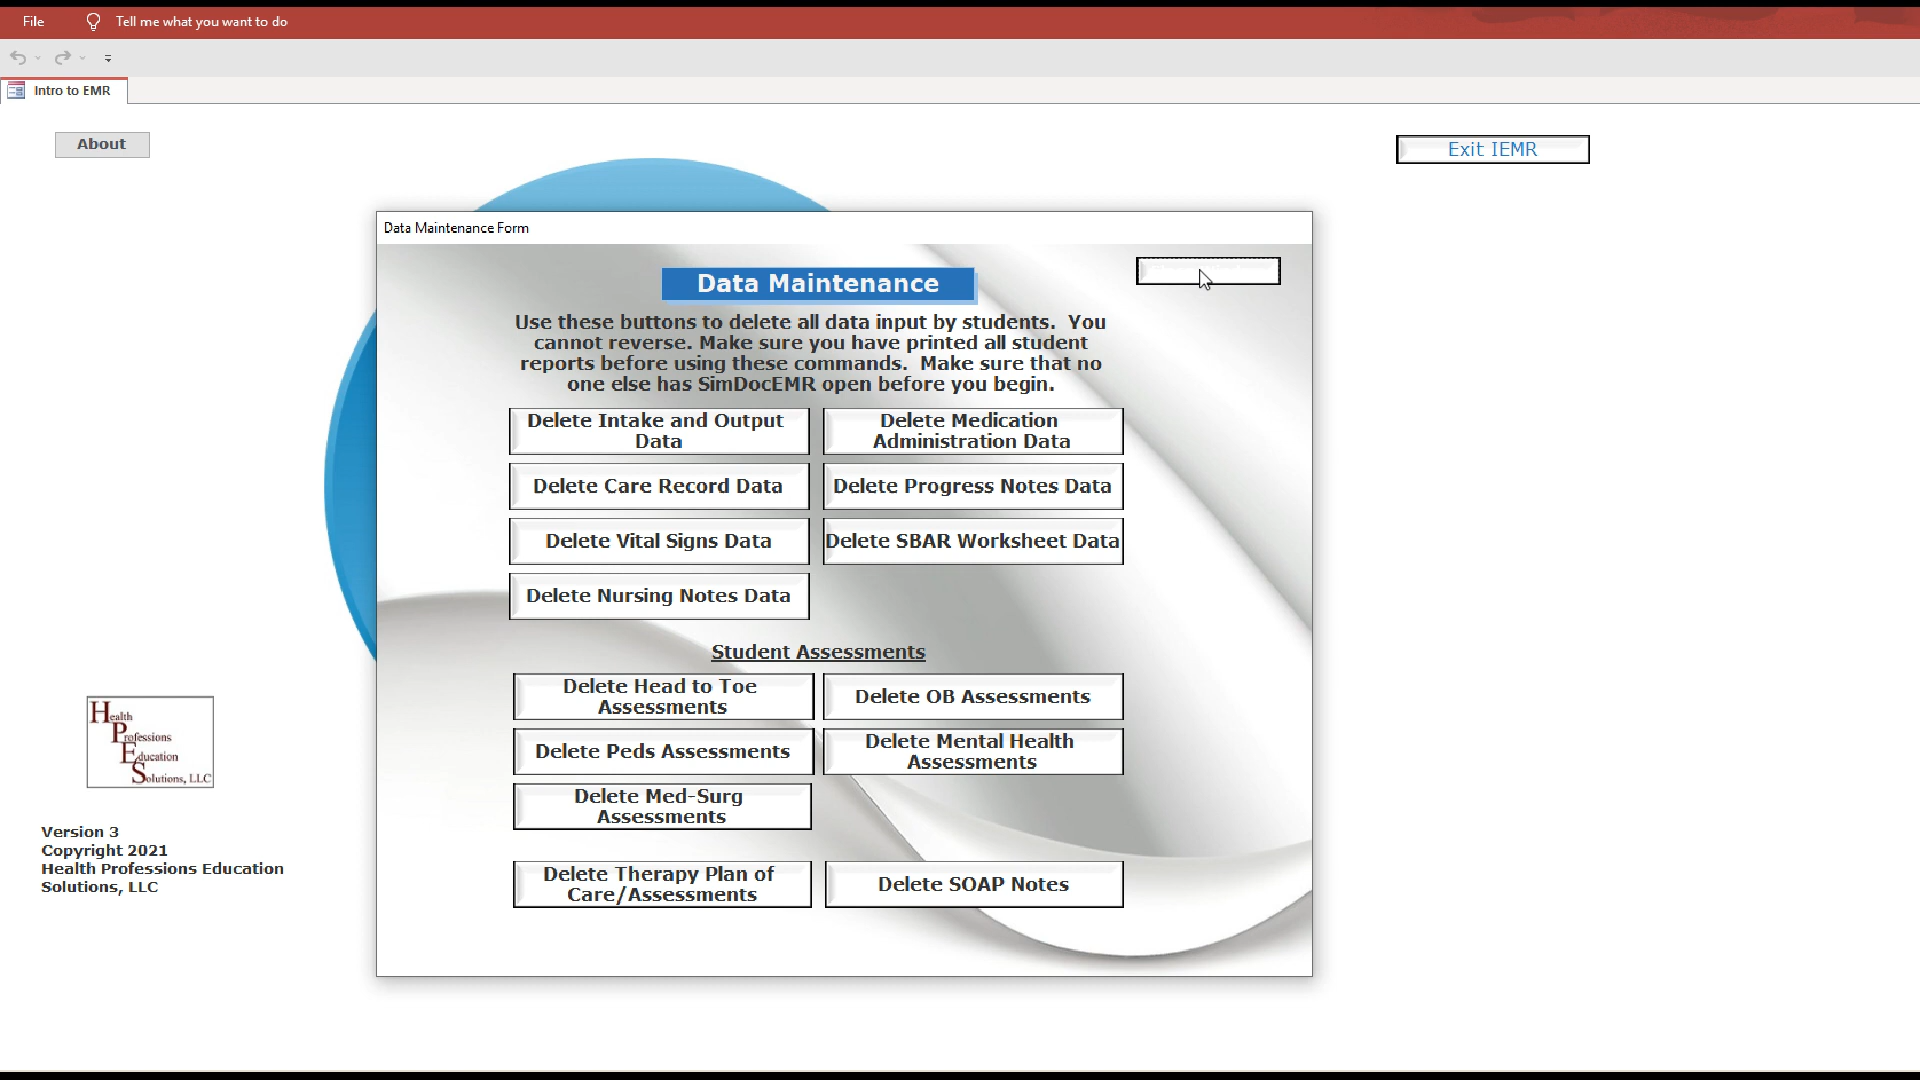 File
Tell me what you want to do
Intro to EMR
About
Exit IEMR
Data Maintenance Form
Data Maintenance
Use these buttons to delete all data input by students. You
cannot reverse. Make sure you have printed all student
reports before using these commands. Make sure that no
one else has SimDocEMR open before you begin.
Delete Intake and Output
Data
Delete Medication
Administration Data
Delete Care Record Data
Delete Progress Notes Data
Delete Vital Signs Data
Delete SBAR Worksheet Data
Delete Nursing Notes Data
Student Assessments
Delete Head to Toe
Assessments
Delete OB Assessments
Delete Peds Assessments
Delete Mental Health
Assessments
Delete Med-Surg
Assessments
Delete Therapy Plan of
Care/Assessments
Delete SOAP Notes
Health
Professions
Education
Solutions, LLC
Version 3
Copyright 2021
Health Professions Education
Solutions, LLC